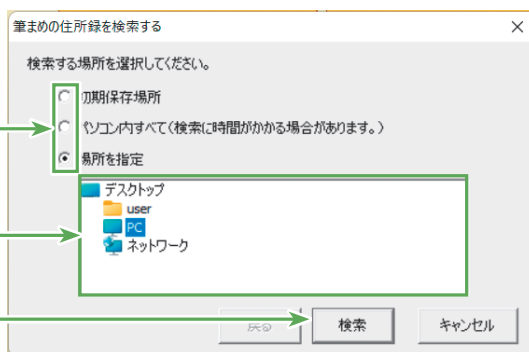 筆まめの住所録を検索する
検索する場所を選択してください。
初期保存場所
パソコン内すべて(検索に時間がかかる場合があります。)
場所を指定
デスクトップ
user
PC
ネットワーク
戻る 検索 キャンセル